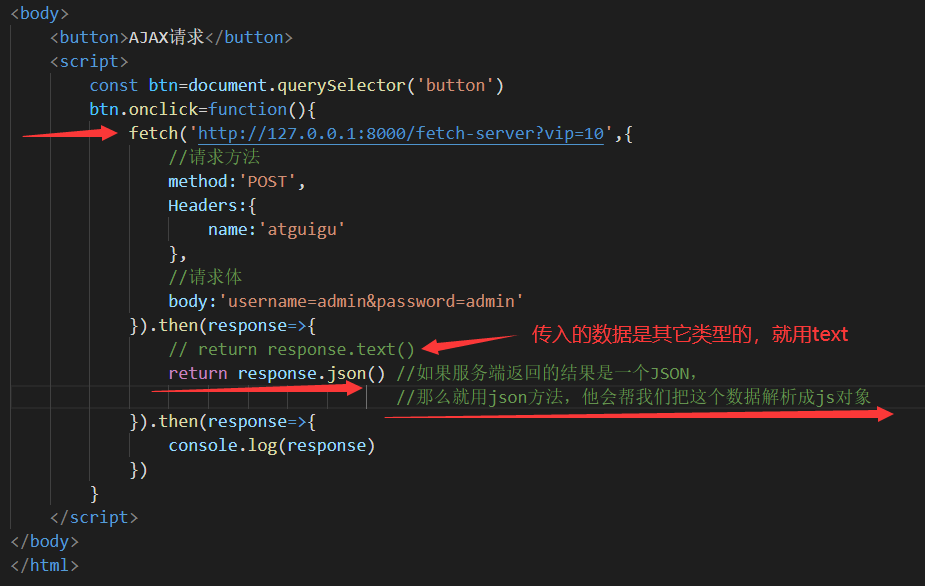 <body>
<button>AJAX请求</button>
<script>
const btn=document.querySelector('button')
btn.onclick=function(){
fetch('http://127.0.0.1:8000/fetch-server?vip=10',{
//请求方法
method:'POST',
Headers:{
name:'atguigu'
},
//请求体
body:'username=admin&password=admin'
}).then(response=>{
传入的数据是其它类型的，就用text
// return response.text()
return response.json() //如果服务端返回的结果是一个JSON，
//那么就用json方法，他会帮我们把这个数据解析成js对象
}).then(response=>{
console.log(response)
})
}
</script>
</body>
</html>